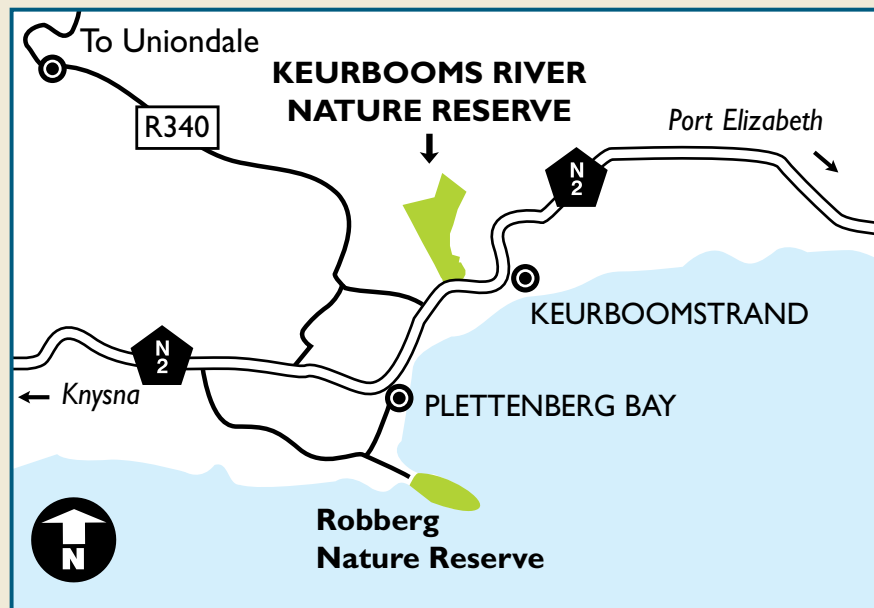 To Uniondale
KEURBOOMS RIVER
NATURE RESERVE
R340
Port Elizabeth
N
2
KEURBOOMSTRAND
N
2
Knysna
PLETTENBERG BAY
Robberg
Nature Reserve
N